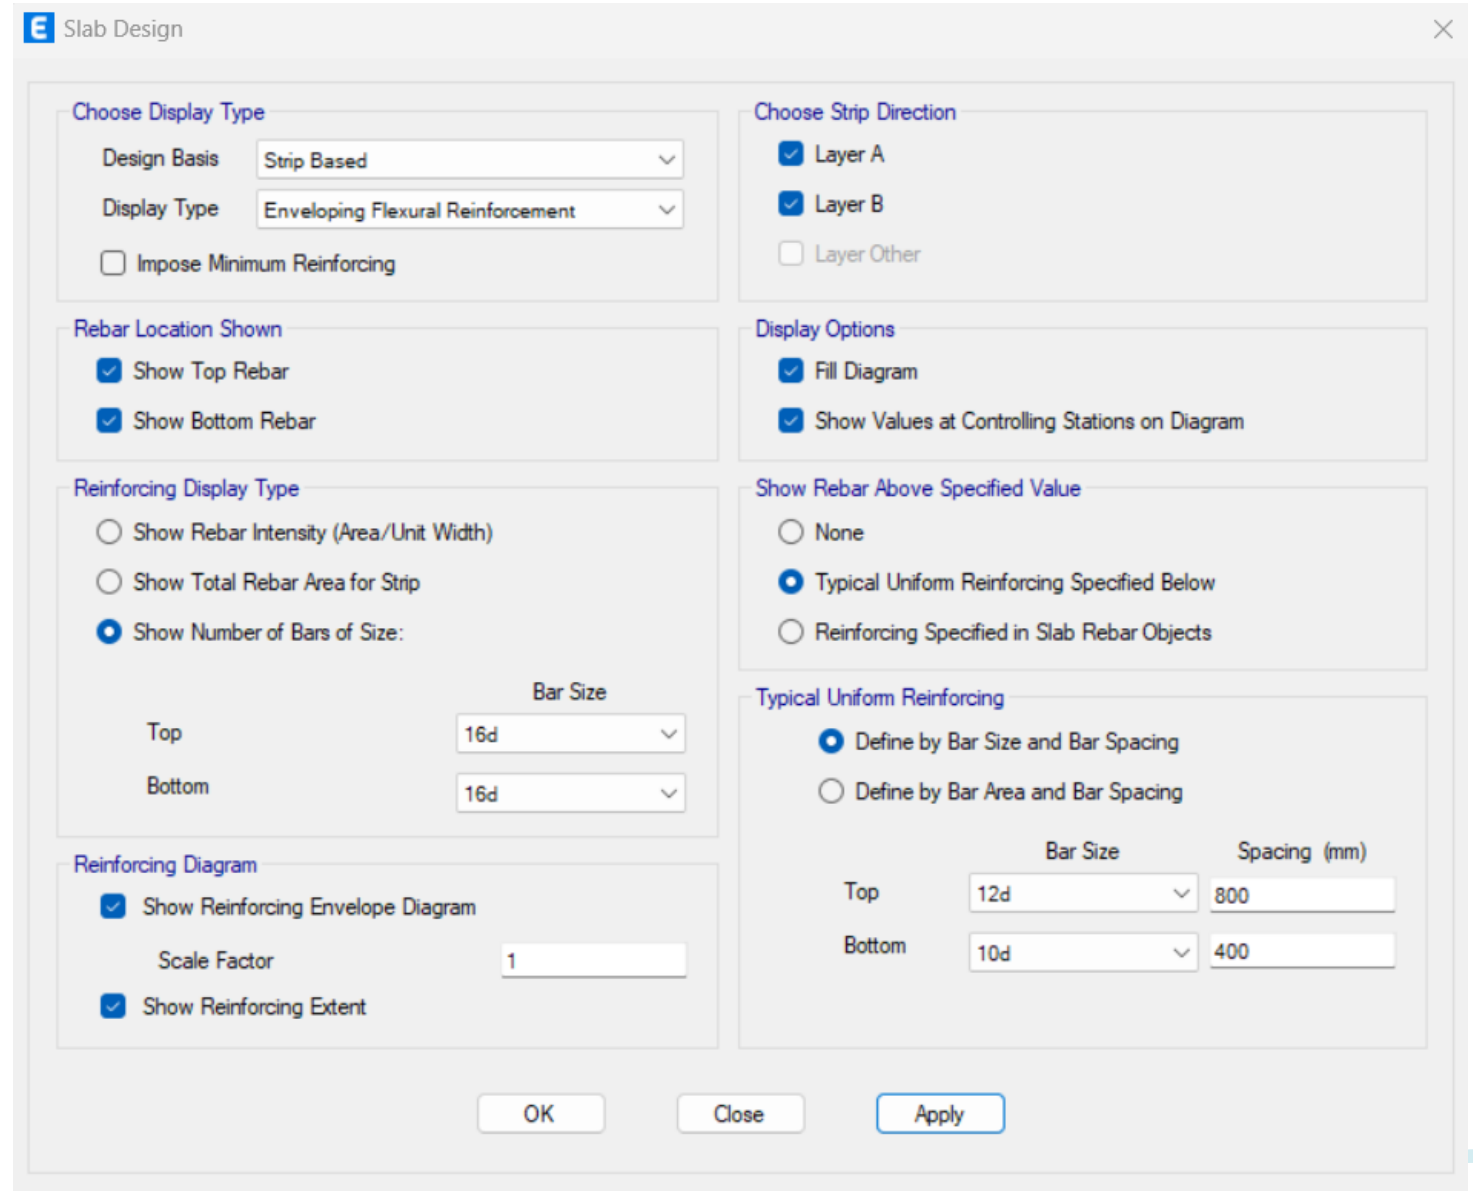 E Slab Design
Choose Display Type
Design Basis Strip Based
Display Type Enveloping Flexural Reinforcement
Impose Minimum Reinforcing
Choose Strip Direction
Layer A
Layer B
Layer Other
Rebar Location Shown
Show Top Rebar
Show Bottom Rebar
Display Options
Fill Diagram
Show Values at Controlling Stations on Diagram
Reinforcing Display Type
Show Rebar Intensity (Area/Unit Width)
Show Total Rebar Area for Strip
Show Number of Bars of Size:
Bar Size
Top 16d
Bottom 16d
Show Rebar Above Specified Value
None
Typical Uniform Reinforcing Specified Below
Reinforcing Specified in Slab Rebar Objects
Typical Uniform Reinforcing
Define by Bar Size and Bar Spacing
Define by Bar Area and Bar Spacing
Bar Size Spacing (mm)
Top 12d 800
Bottom 10d 400
Reinforcing Diagram
Show Reinforcing Envelope Diagram
Scale Factor 1
Show Reinforcing Extent
OK Close Apply